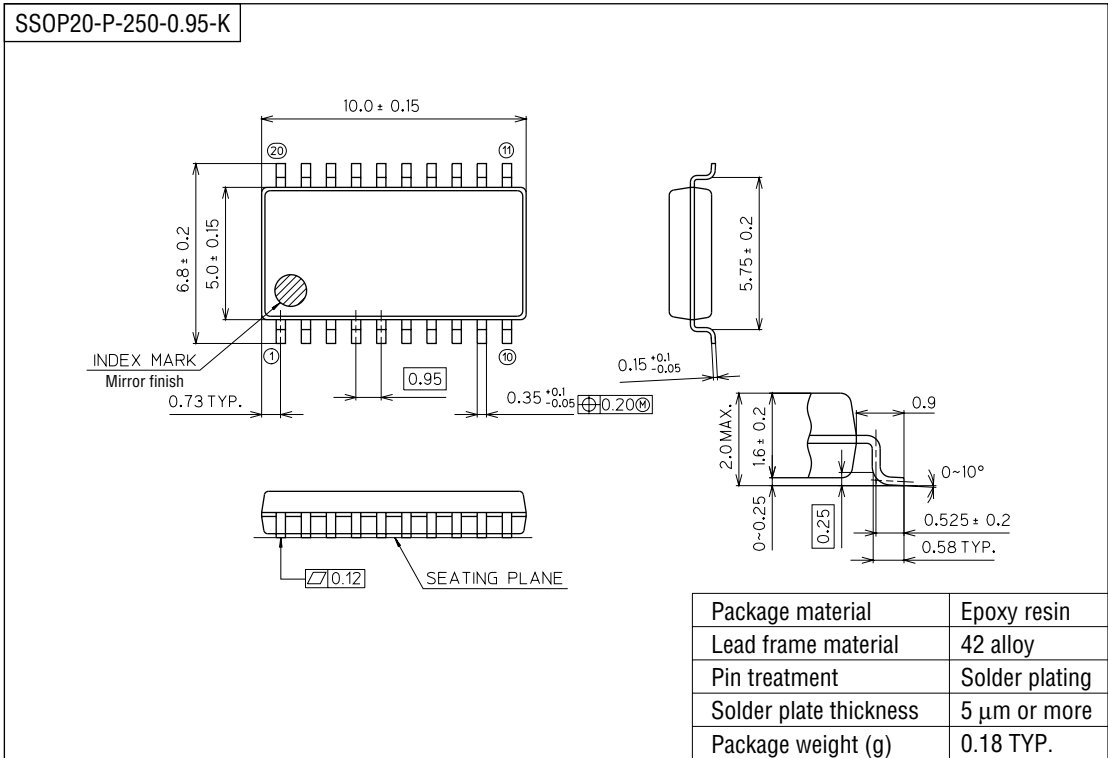 SSOP20-P-250-0.95-K
10.0 ± 0.15
20
11
6.8 ± 0.2
5.0 ± 0.15
5.75 ± 0.2
INDEX MARK
Mirror finish
1
10
0.95
0.73 TYP.
0.35 +0.1 -0.05
⌖ 0.20 Ⓜ
0.15 +0.1 -0.05
2.0 MAX.
1.6 ± 0.2
0.9
0~10°
0~0.25
0.25
0.525 ± 0.2
0.58 TYP.
⏥ 0.12
SEATING PLANE
Package material Epoxy resin
Lead frame material 42 alloy
Pin treatment Solder plating
Solder plate thickness 5 µm or more
Package weight (g) 0.18 TYP.